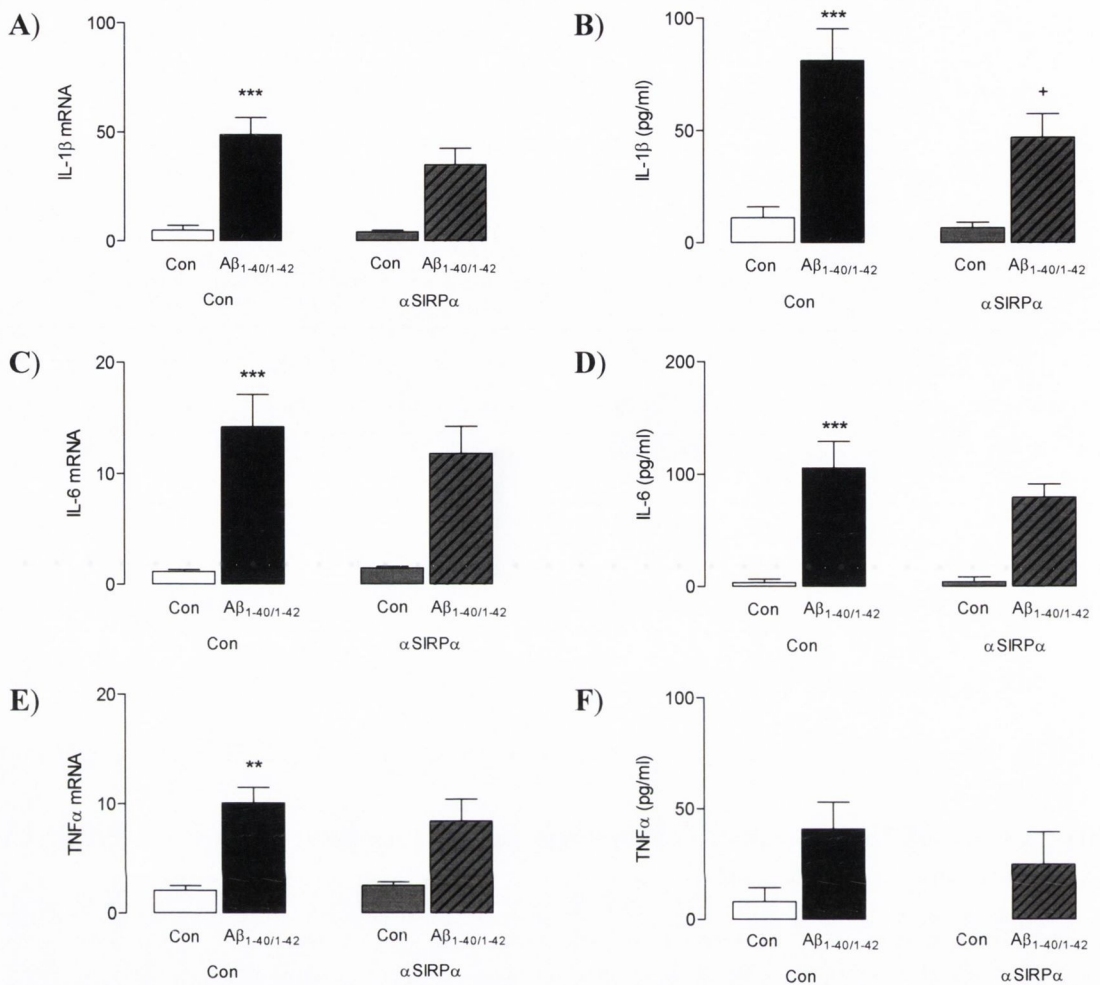 A)
100
50
0
IL-1β mRNA
***
Con Aβ1-40/1-42 Con Aβ1-40/1-42
Con αSIRPα
B)
100
50
0
IL-1β (pg/ml)
***
+
Con Aβ1-40/1-42 Con Aβ1-40/1-42
Con αSIRPα
C)
20
10
0
IL-6 mRNA
***
Con Aβ1-40/1-42 Con Aβ1-40/1-42
Con αSIRPα
D)
200
100
0
IL-6 (pg/ml)
***
Con Aβ1-40/1-42 Con Aβ1-40/1-42
Con αSIRPα
E)
20
10
0
TNFα mRNA
**
Con Aβ1-40/1-42 Con Aβ1-40/1-42
Con αSIRPα
F)
100
50
0
TNFα (pg/ml)
Con Aβ1-40/1-42 Con Aβ1-40/1-42
Con αSIRPα